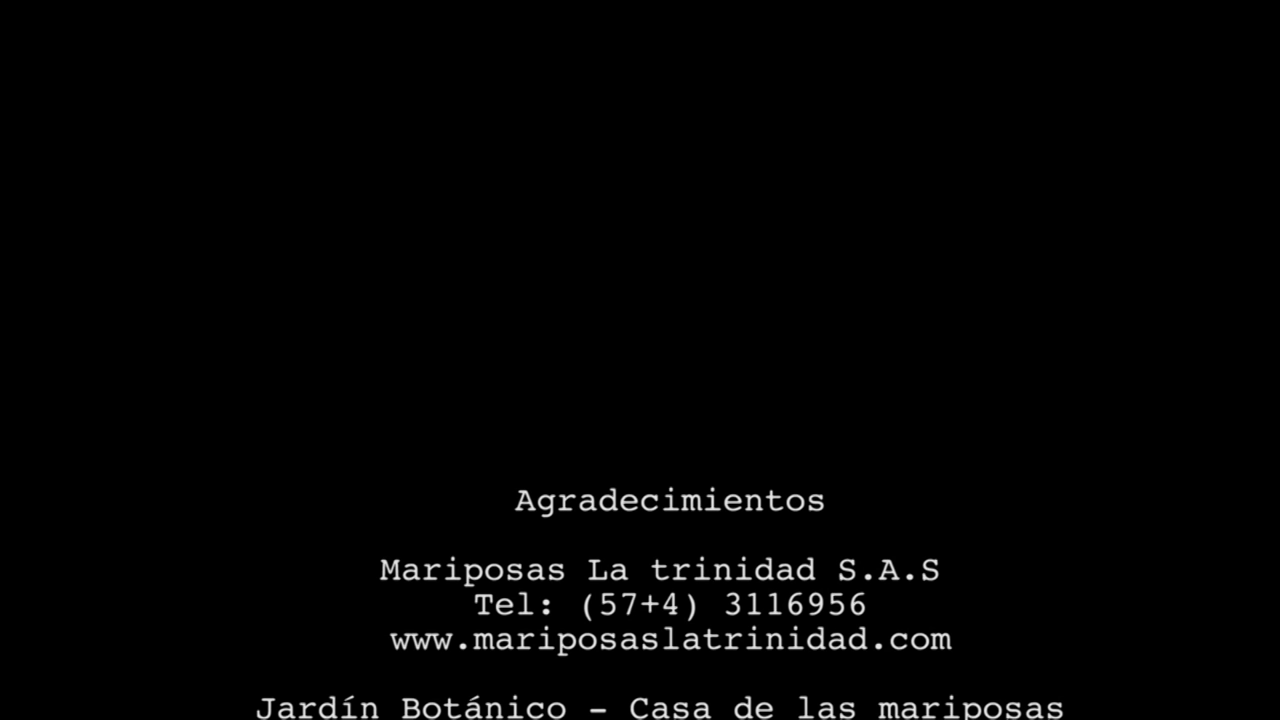 Agradecimientos
Mariposas La trinidad S.A.S
Tel: (57+4) 3116956
www.mariposaslatrinidad.com
Jardín Botánico - Casa de las mariposas